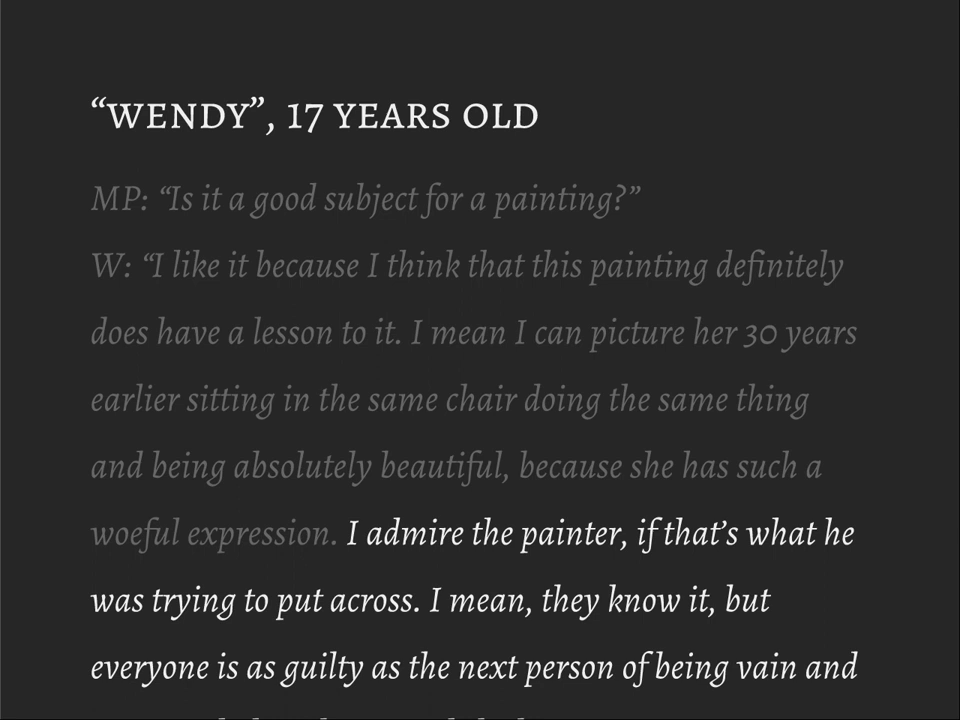 “WENDY”, 17 YEARS OLD
MP: “Is it a good subject for a painting?”
W: “I like it because I think that this painting definitely
does have a lesson to it. I mean I can picture her 30 years
earlier sitting in the same chair doing the same thing
and being absolutely beautiful, because she has such a
woeful expression. I admire the painter, if that’s what he
was trying to put across. I mean, they know it, but
everyone is as guilty as the next person of being vain and